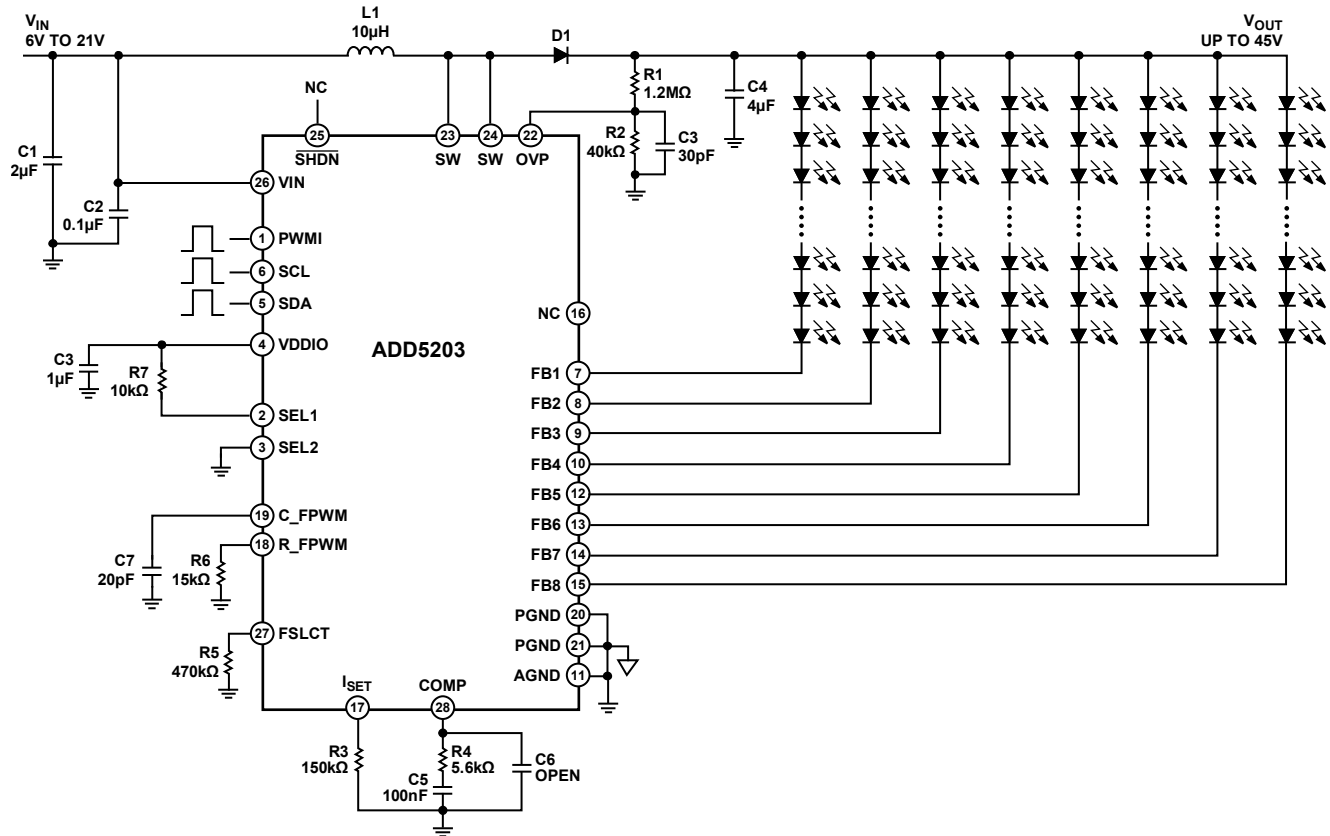 VIN
6V TO 21V
L1
10µH
D1
VOUT
UP TO 45V
R1
1.2MΩ
C4
4µF
NC
25
SHDN
23
SW
24
SW
22
OVP
R2
40kΩ
C3
30pF
C1
2µF
26 VIN
C2
0.1µF
1 PWMI
6 SCL
5 SDA
4 VDDIO
C3
1µF
R7
10kΩ
2 SEL1
3 SEL2
ADD5203
NC 16
FB1 7
FB2 8
FB3 9
FB4 10
FB5 12
FB6 13
FB7 14
FB8 15
PGND 20
PGND 21
AGND 11
19 C_FPWM
18 R_FPWM
C7
20pF
R6
15kΩ
27 FSLCT
R5
470kΩ
ISET
17
COMP
28
R3
150kΩ
R4
5.6kΩ
C5
100nF
C6
OPEN